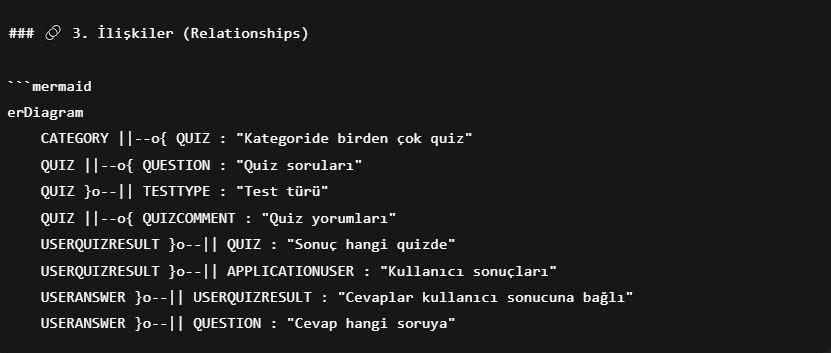 ### 🔗 3. İlişkiler (Relationships)
```mermaid
erDiagram
CATEGORY ||--o{ QUIZ : "Kategoride birden çok quiz"
QUIZ ||--o{ QUESTION : "Quiz soruları"
QUIZ }o--|| TESTTYPE : "Test türü"
QUIZ ||--o{ QUIZCOMMENT : "Quiz yorumları"
USERQUIZRESULT }o--|| QUIZ : "Sonuç hangi quizde"
USERQUIZRESULT }o--|| APPLICATIONUSER : "Kullanıcı sonuçları"
USERANSWER }o--|| USERQUIZRESULT : "Cevaplar kullanıcı sonucuna bağlı"
USERANSWER }o--|| QUESTION : "Cevap hangi soruya"